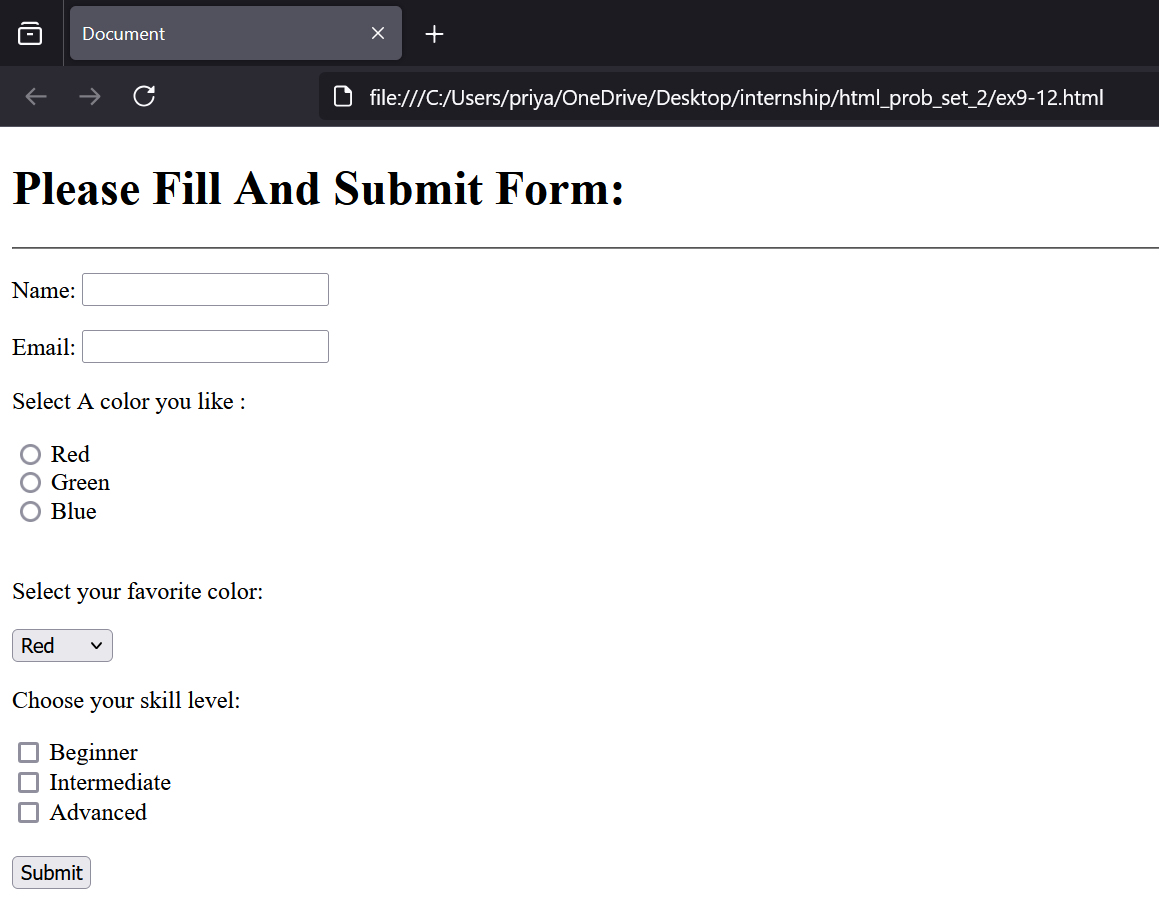 Document
file:///C:/Users/priya/OneDrive/Desktop/internship/html_prob_set_2/ex9-12.html
Please Fill And Submit Form:
Name:
Email:
Select A color you like :
Red
Green
Blue
Select your favorite color:
Red
Choose your skill level:
Beginner
Intermediate
Advanced
Submit